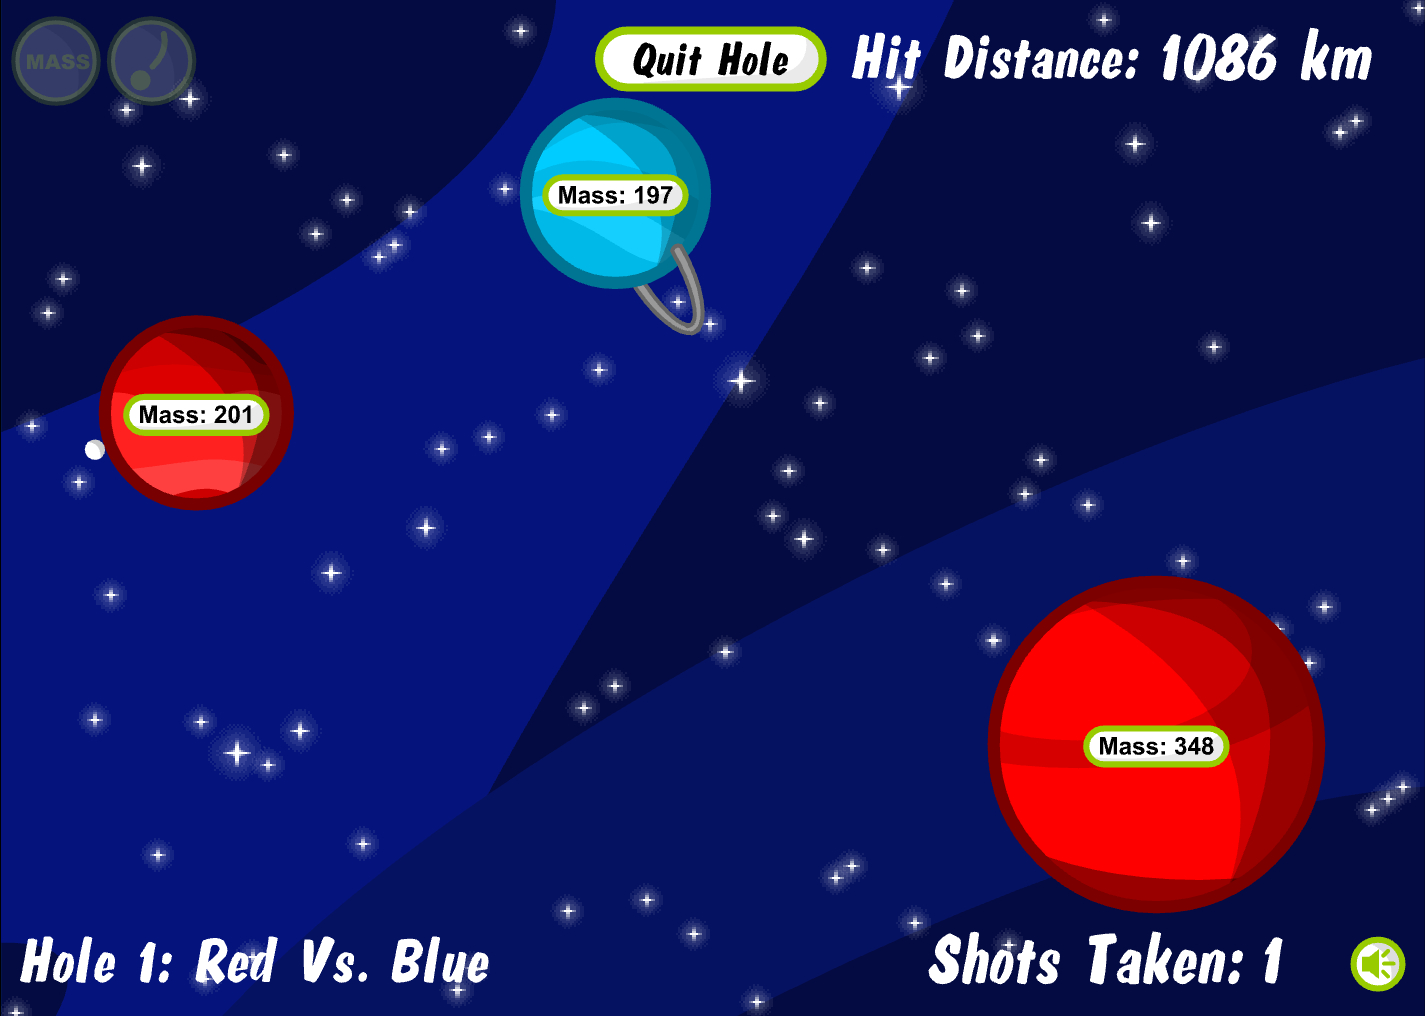 MASS
Quit Hole
Hit Distance: 1086 km
Mass: 197
Mass: 201
Mass: 348
Hole 1: Red Vs. Blue
Shots Taken: 1